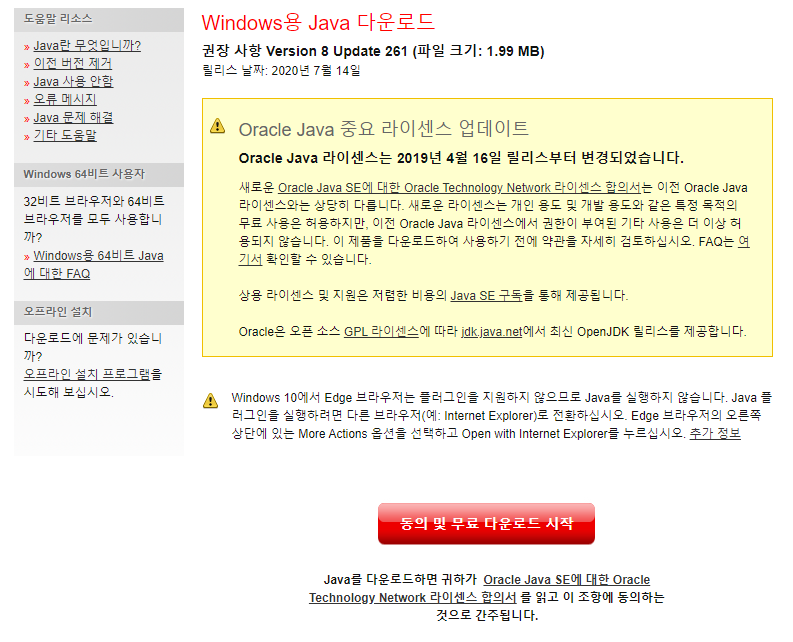 도움말 리소스
» Java란 무엇입니까?
» 이전 버전 제거
» Java 사용 안함
» 오류 메시지
» Java 문제 해결
» 기타 도움말
Windows 64비트 사용자
32비트 브라우저와 64비트
브라우저를 모두 사용합니
까?
» Windows용 64비트 Java
에 대한 FAQ
오프라인 설치
다운로드에 문제가 있습니
까?
오프라인 설치 프로그램을
시도해 보십시오.
Windows용 Java 다운로드
권장 사항 Version 8 Update 261 (파일 크기: 1.99 MB)
릴리스 날짜: 2020년 7월 14일
Oracle Java 중요 라이센스 업데이트
Oracle Java 라이센스는 2019년 4월 16일 릴리스부터 변경되었습니다.
새로운 Oracle Java SE에 대한 Oracle Technology Network 라이센스 합의서는 이전 Oracle Java
라이센스와는 상당히 다릅니다. 새로운 라이센스는 개인 용도 및 개발 용도와 같은 특정 목적의
무료 사용은 허용하지만, 이전 Oracle Java 라이센스에서 권한이 부여된 기타 사용은 더 이상 허
용되지 않습니다. 이 제품을 다운로드하여 사용하기 전에 약관을 자세히 검토하십시오. FAQ는 여
기서 확인할 수 있습니다.
상용 라이센스 및 지원은 저렴한 비용의 Java SE 구독을 통해 제공됩니다.
Oracle은 오픈 소스 GPL 라이센스에 따라 jdk.java.net에서 최신 OpenJDK 릴리스를 제공합니다.
Windows 10에서 Edge 브라우저는 플러그인을 지원하지 않으므로 Java를 실행하지 않습니다. Java 플
러그인을 실행하려면 다른 브라우저(예: Internet Explorer)로 전환하십시오. Edge 브라우저의 오른쪽
상단에 있는 More Actions 옵션을 선택하고 Open with Internet Explorer를 누르십시오. 추가 정보
동의 및 무료 다운로드 시작
Java를 다운로드하면 귀하가 Oracle Java SE에 대한 Oracle
Technology Network 라이센스 합의서 를 읽고 이 조항에 동의하는
것으로 간주됩니다.